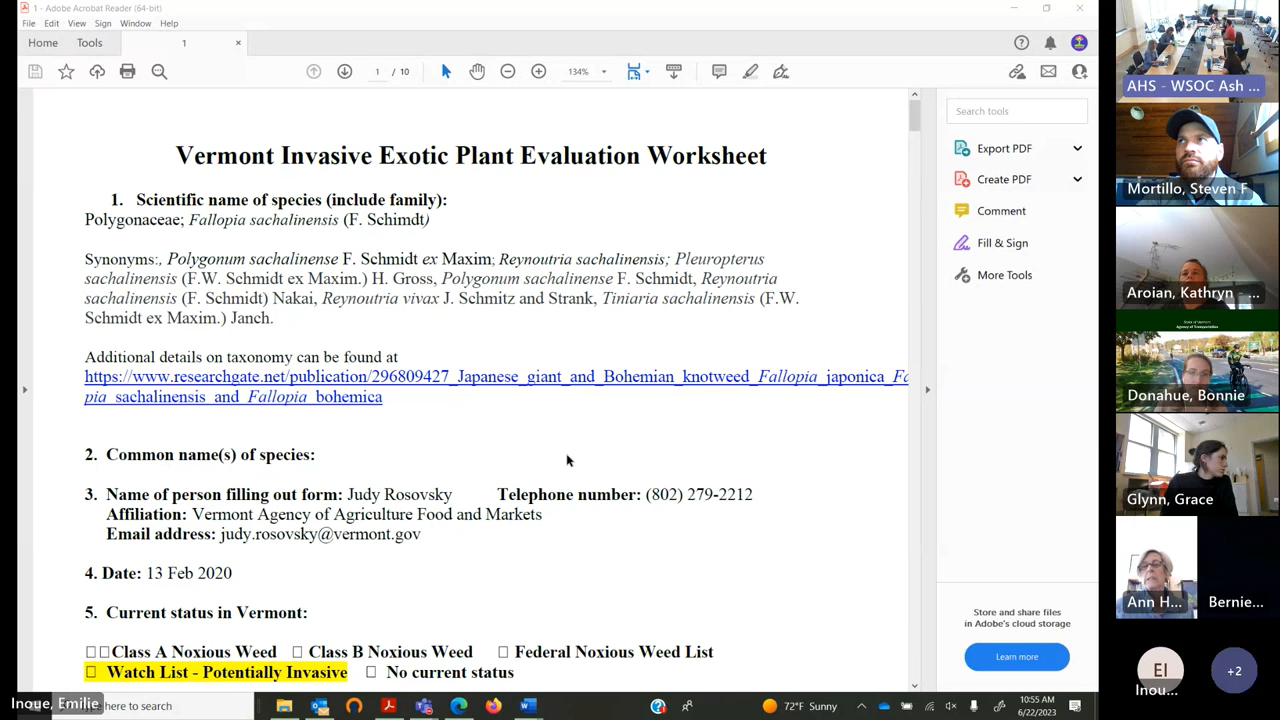 1 - Adobe Acrobat Reader (64-bit)
File Edit View Sign Window Help
Home Tools 1 ×
1 / 10 134%
Vermont Invasive Exotic Plant Evaluation Worksheet
1. Scientific name of species (include family):
Polygonaceae; Fallopia sachalinensis (F. Schimdt)
Synonyms:, Polygonum sachalinense F. Schmidt ex Maxim; Reynoutria sachalinensis; Pleuropterus
sachalinensis (F.W. Schmidt ex Maxim.) H. Gross, Polygonum sachalinense F. Schmidt, Reynoutria
sachalinensis (F. Schmidt) Nakai, Reynoutria vivax J. Schmitz and Strank, Tiniaria sachalinensis (F.W.
Schmidt ex Maxim.) Janch.
Additional details on taxonomy can be found at
https://www.researchgate.net/publication/296809427_Japanese_giant_and_Bohemian_knotweed_Fallopia_japonica_Fa
pia_sachalinensis_and_Fallopia_bohemica
2. Common name(s) of species:
3. Name of person filling out form: Judy Rosovsky Telephone number: (802) 279-2212
Affiliation: Vermont Agency of Agriculture Food and Markets
Email address: judy.rosovsky@vermont.gov
4. Date: 13 Feb 2020
5. Current status in Vermont:
Class A Noxious Weed Class B Noxious Weed Federal Noxious Weed List
Watch List - Potentially Invasive No current status
Search tools
Export PDF
Create PDF
Comment
Fill & Sign
More Tools
Store and share files
in Adobe's cloud storage
Learn more
Inoue, Emilie
here to search
72°F Sunny
10:55 AM
6/22/2023
AHS - WSOC Ash ...
Mortillo, Steven F
Aroian, Kathryn - ...
State of Vermont
Agency of Transportation
Donahue, Bonnie
Glynn, Grace
Ann H...
Bernie...
EI
Inou...
+2